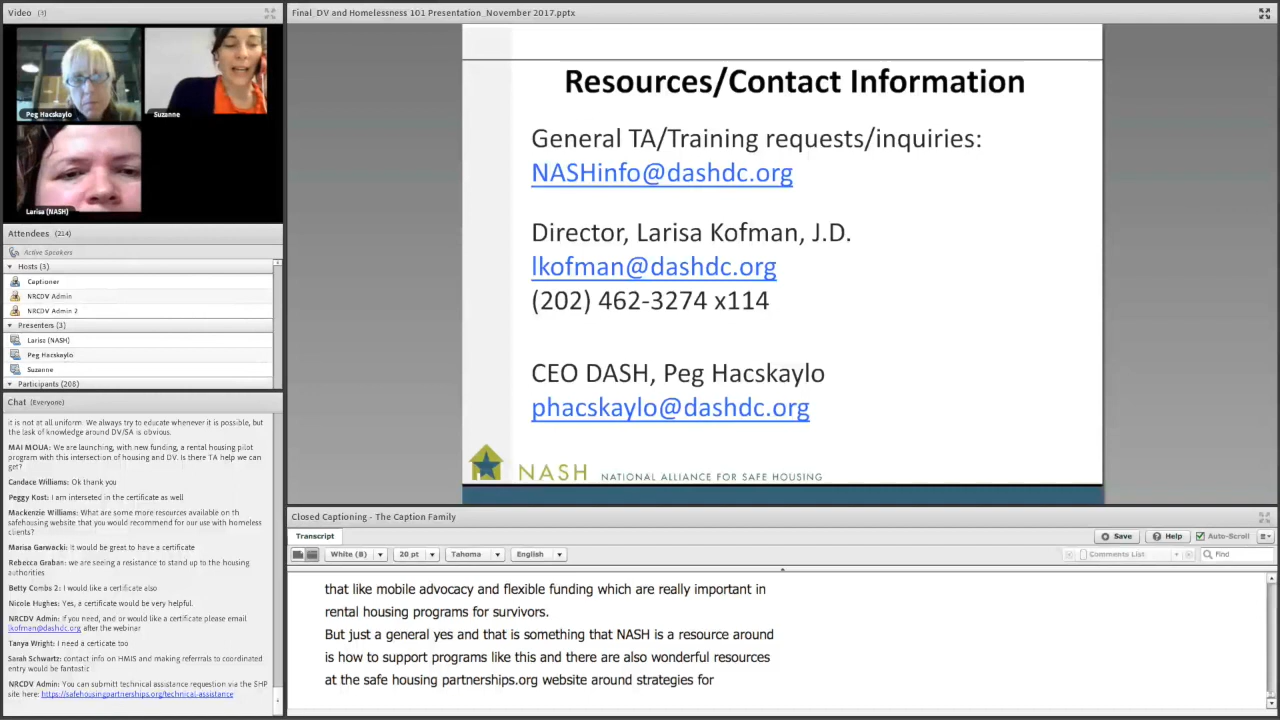 Video (3)
Peg Hacskaylo
Suzanne
Larisa (NASH)
Attendees (214)
Active Speakers
Hosts (3)
Captioner
NRCDV Admin
NRCDV Admin 2
Presenters (3)
Larisa (NASH)
Peg Hacskaylo
Suzanne
Participants (208)
Chat (Everyone)
it is not at all uniform. We always try to educate whenever it is possible, but
the lask of knowledge around DV/SA is obvious.
MAI MOUA: We are launching, with new funding, a rental housing pilot
program with this intersection of housing and DV. Is there TA help we can
get?
Candace Williams: Ok thank you
Peggy Kost: I am interseted in the certificate as well
Mackenzie Williams: What are some more resources available on th
safehousing website that you would recommend for our use with homeless
clients?
Marisa Garwacki: It would be great to have a certificate
Rebecca Graban: we are seeing a resistance to stand up to the housing
authorities
Betty Combs 2: I would like a certificate also
Nicole Hughes: Yes, a certificate would be very helpful.
NRCDV Admin: if you need, and/or would like a certificate please email
lkofman@dashdc.org after the webinar
Tanya Wright: I need a certicate too
Sarah Schwartz: contact info on HMIS and making referrrals to coordinated
entry would be fantastic
NRCDV Admin: You can submitt technical assistance requestion via the SHP
site here: https://safehousingpartnerships.org/technical-assistance
Final_DV and Homelessness 101 Presentation_November 2017.pptx
Resources/Contact Information
General TA/Training requests/inquiries:
NASHinfo@dashdc.org
Director, Larisa Kofman, J.D.
lkofman@dashdc.org
(202) 462-3274 x114
CEO DASH, Peg Hacskaylo
phacskaylo@dashdc.org
NASH NATIONAL ALLIANCE FOR SAFE HOUSING
Closed Captioning - The Caption Family
Transcript
Save Help Auto-Scroll
White (B) 20 pt Tahoma English Comments List Find
that like mobile advocacy and flexible funding which are really important in
rental housing programs for survivors.
But just a general yes and that is something that NASH is a resource around
is how to support programs like this and there are also wonderful resources
at the safe housing partnerships.org website around strategies for